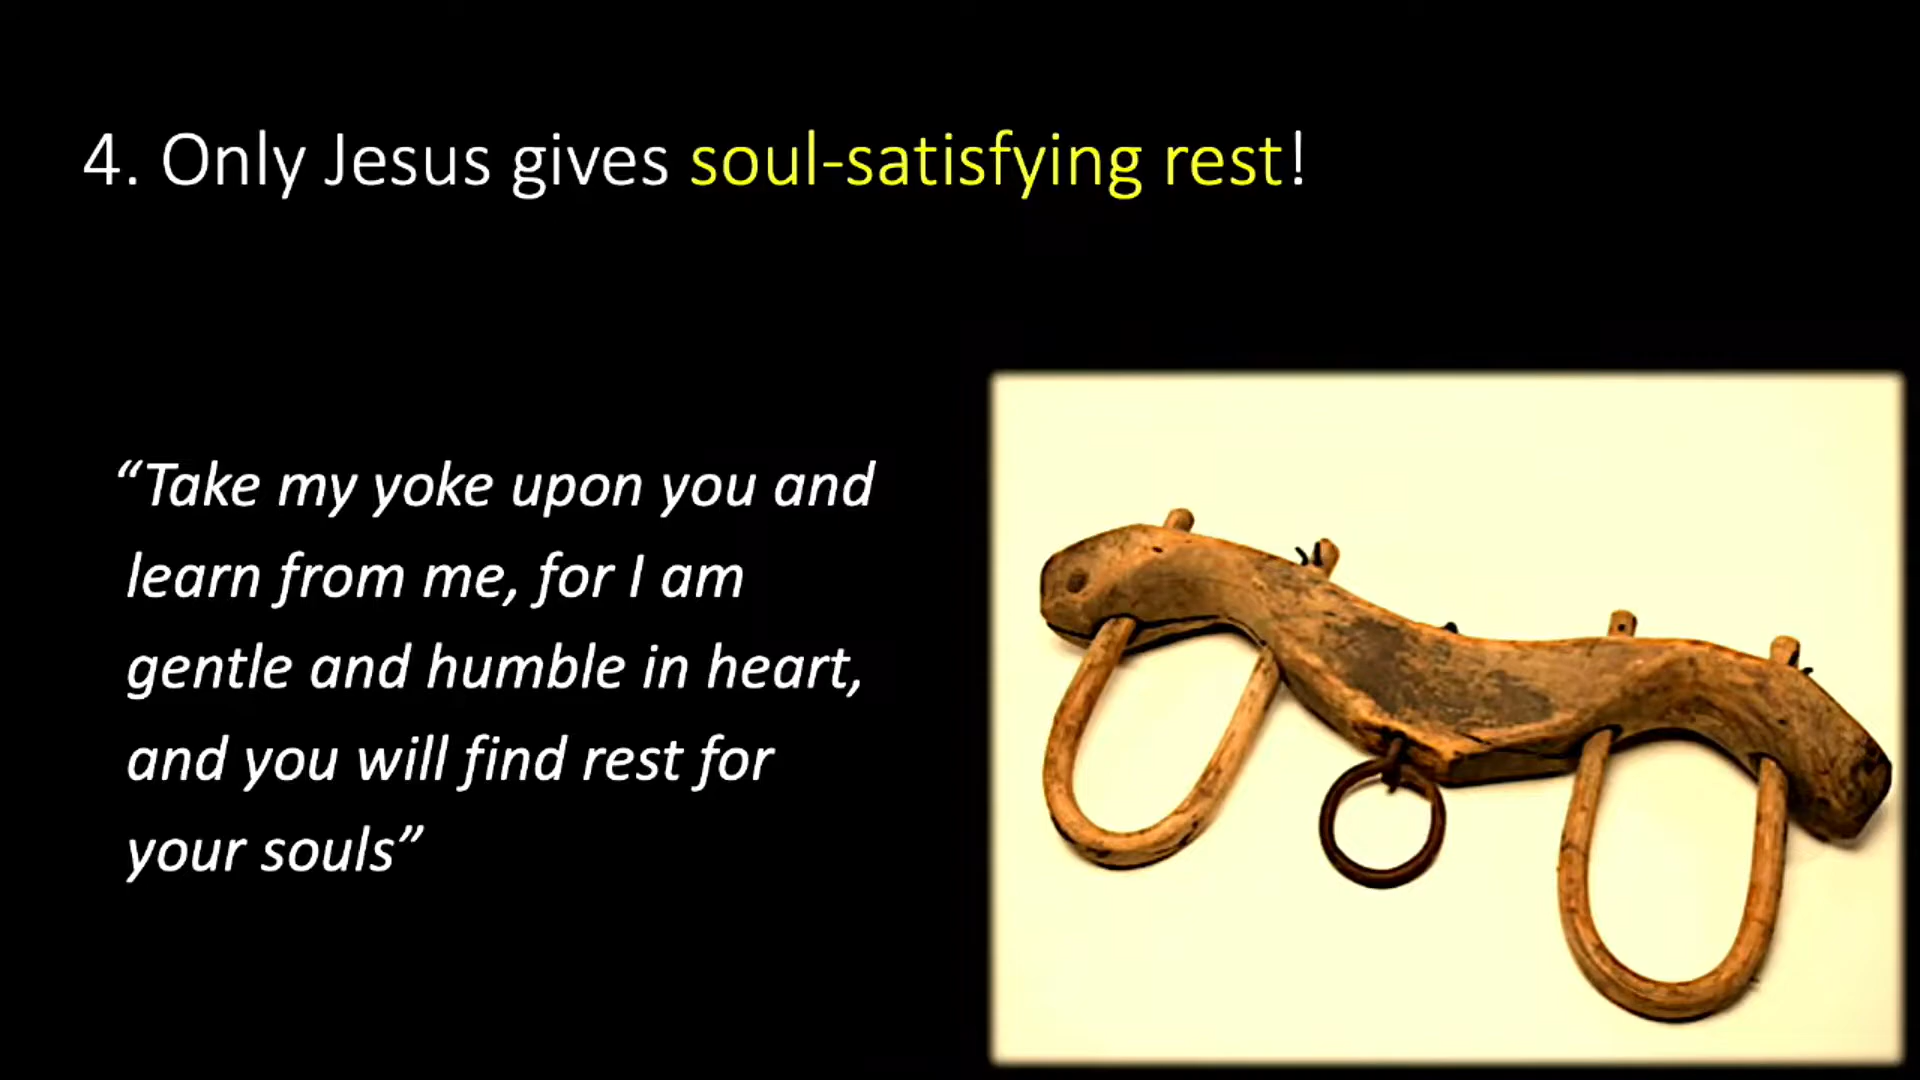 4. Only Jesus gives soul-satisfying rest!
“Take my yoke upon you and
learn from me, for I am
gentle and humble in heart,
and you will find rest for
your souls”